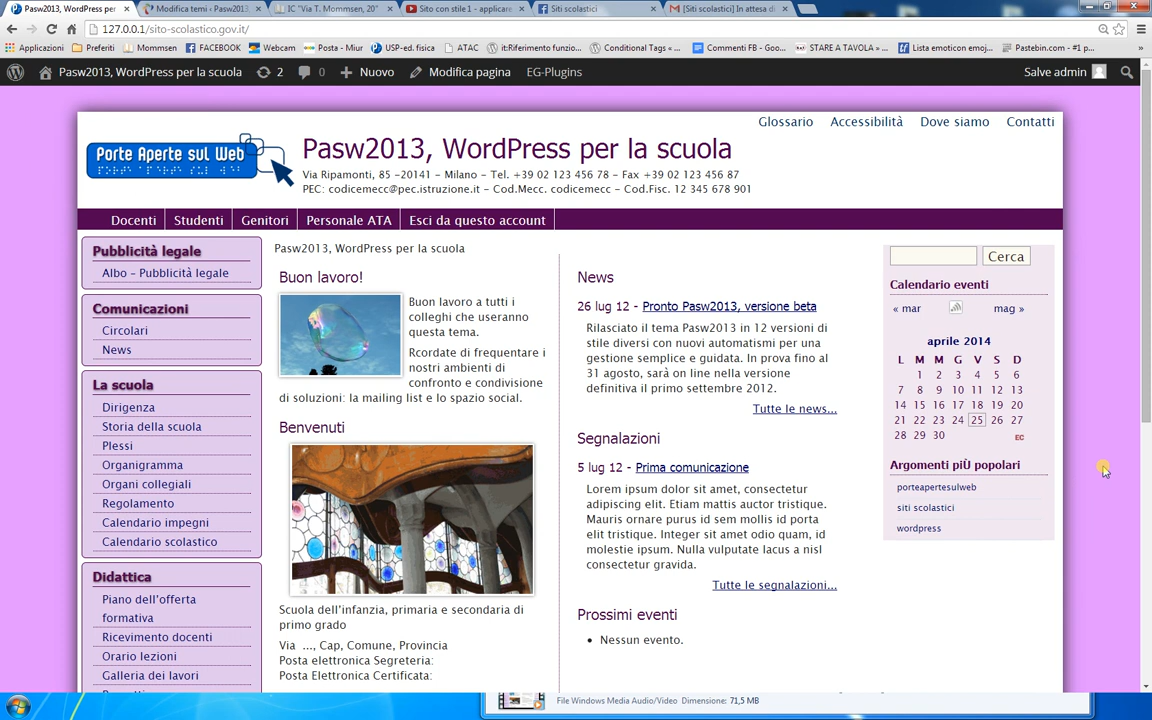 Pasw2013, WordPress per l
Modifica temi ‹ Pasw2013
IC "Via T. Mommsen, 20"
Sito con stile 1 - applicare
Siti scolastici
[Siti scolastici] In attesa di
127.0.0.1/sito-scolastico.gov.it/
Applicazioni Preferiti Mommsen FACEBOOK Webcam Posta - Miur USP-ed. fisica ATAC it:Riferimento funzio... Conditional Tags «... Commenti FB - Goo... STARE A TAVOLA »... Lista emoticon emoj... Pastebin.com - #1 p... »
Pasw2013, WordPress per la scuola 2 0 Nuovo Modifica pagina EG-Plugins Salve admin
Glossario Accessibilità Dove siamo Contatti
Porte Aperte sul Web
Pasw2013, WordPress per la scuola
Via Ripamonti, 85 -20141 - Milano - Tel. +39 02 123 456 78 - Fax +39 02 123 456 87
PEC: codicemecc@pec.istruzione.it - Cod.Mecc. codicemecc - Cod.Fisc. 12 345 678 901
Docenti Studenti Genitori Personale ATA Esci da questo account
Pubblicità legale
Albo – Pubblicità legale
Comunicazioni
Circolari
News
La scuola
Dirigenza
Storia della scuola
Plessi
Organigramma
Organi collegiali
Regolamento
Calendario impegni
Calendario scolastico
Didattica
Piano dell'offerta
formativa
Ricevimento docenti
Orario lezioni
Galleria dei lavori
Pasw2013, WordPress per la scuola
Buon lavoro!
Buon lavoro a tutti i
colleghi che useranno
questa tema.
Rcordate di frequentare i
nostri ambienti di
confronto e condivisione
di soluzioni: la mailing list e lo spazio social.
Benvenuti
Scuola dell'infanzia, primaria e secondaria di
primo grado
Via ..., Cap, Comune, Provincia
Posta elettronica Segreteria:
Posta Elettronica Certificata:
News
26 lug 12 - Pronto Pasw2013, versione beta
Rilasciato il tema Pasw2013 in 12 versioni di
stile diversi con nuovi automatismi per una
gestione semplice e guidata. In prova fino al
31 agosto, sarà on line nella versione
definitiva il primo settembre 2012.
Tutte le news...
Segnalazioni
5 lug 12 - Prima comunicazione
Lorem ipsum dolor sit amet, consectetur
adipiscing elit. Etiam mattis auctor tristique.
Mauris ornare purus id sem mollis id porta
elit tristique. Integer sit amet odio quam, id
molestie ipsum. Nulla vulputate lacus a nisl
consectetur gravida.
Tutte le segnalazioni...
Prossimi eventi
Nessun evento.
Cerca
Calendario eventi
« mar mag »
aprile 2014
L M M G V S D
1 2 3 4 5 6
7 8 9 10 11 12 13
14 15 16 17 18 19 20
21 22 23 24 25 26 27
28 29 30
EC
Argomenti piÙ popolari
porteapertesulweb
siti scolastici
wordpress
File Windows Media Audio/Video Dimensione: 71,5 MB